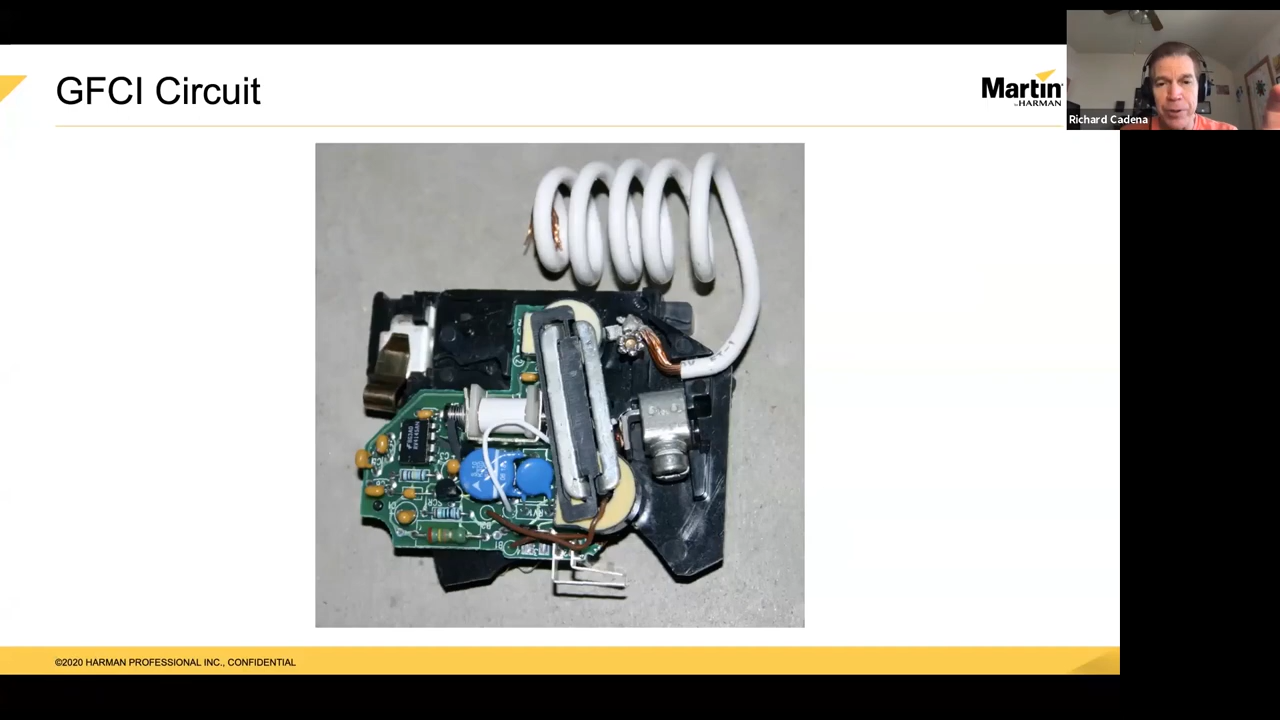 GFCI Circuit
Martin
by HARMAN
Richard Cadena
©2020 HARMAN PROFESSIONAL INC., CONFIDENTIAL